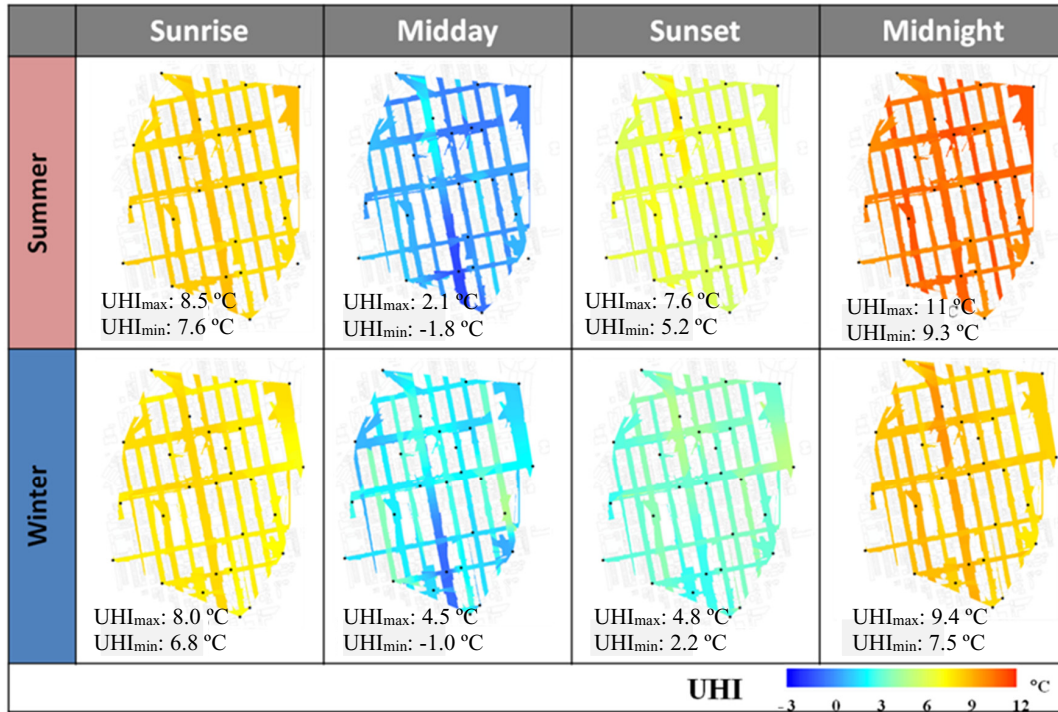 Sunrise Midday Sunset Midnight
Summer
UHImax: 8.5 ºC
UHImin: 7.6 ºC
UHImax: 2.1 ºC
UHImin: -1.8 ºC
UHImax: 7.6 ºC
UHImin: 5.2 ºC
UHImax: 11 ºC
UHImin: 9.3 ºC
Winter
UHImax: 8.0 ºC
UHImin: 6.8 ºC
UHImax: 4.5 ºC
UHImin: -1.0 ºC
UHImax: 4.8 ºC
UHImin: 2.2 ºC
UHImax: 9.4 ºC
UHImin: 7.5 ºC
UHI ºC
-3 0 3 6 9 12